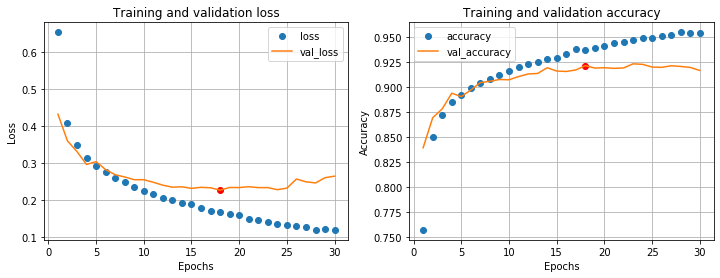 Training and validation loss
loss
val_loss
Loss
0.6
0.5
0.4
0.3
0.2
0.1
0
5
10
15
20
25
30
Epochs
Training and validation accuracy
accuracy
val_accuracy
Accuracy
0.950
0.925
0.900
0.875
0.850
0.825
0.800
0.775
0.750
0
5
10
15
20
25
30
Epochs